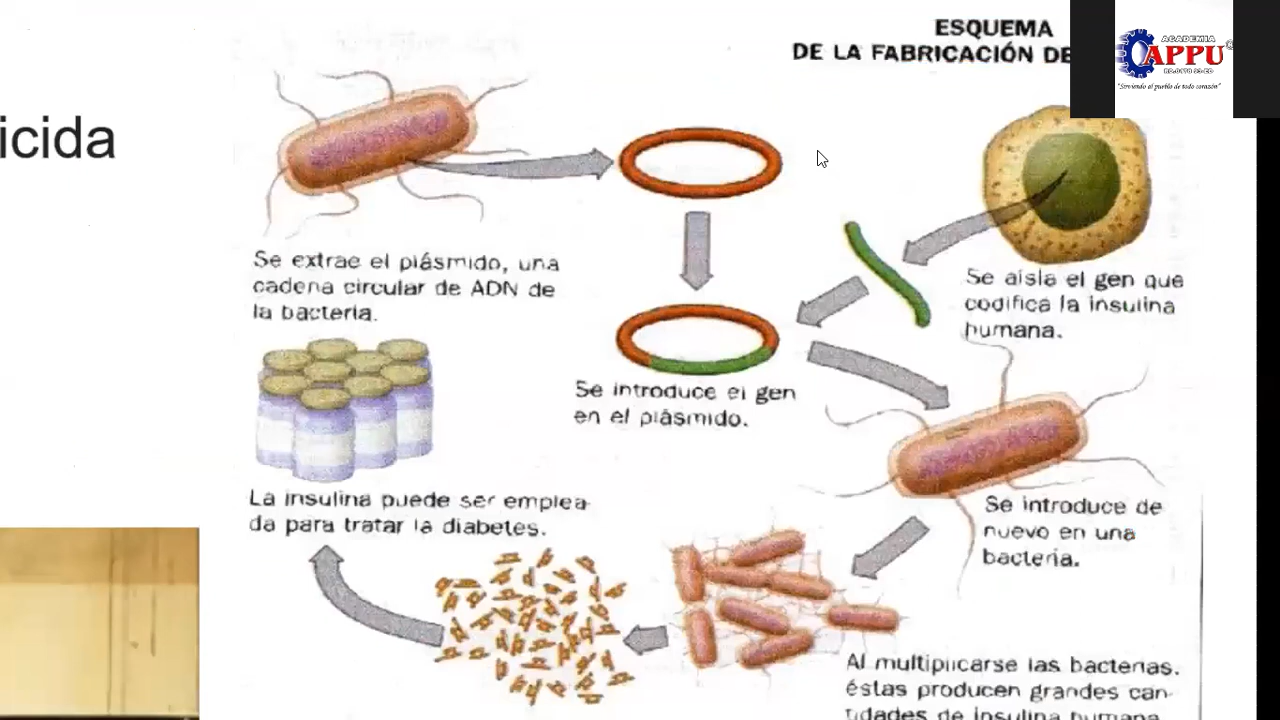 ESQUEMA
DE LA FABRICACIÓN DE
ACADEMIA
APPU
"Sirviendo al pueblo de todo corazón"
icida
Se extrae el plásmido, una
cadena circular de ADN de
la bacteria.
Se aisla el gen que
codifica la insulina
humana.
Se introduce el gen
en el plásmido.
La insulina puede ser emplea-
da para tratar la diabetes.
Se introduce de
nuevo en una
bacteria.
Al multiplicarse las bacterias,
éstas producen grandes can-
tidades de insulina humana